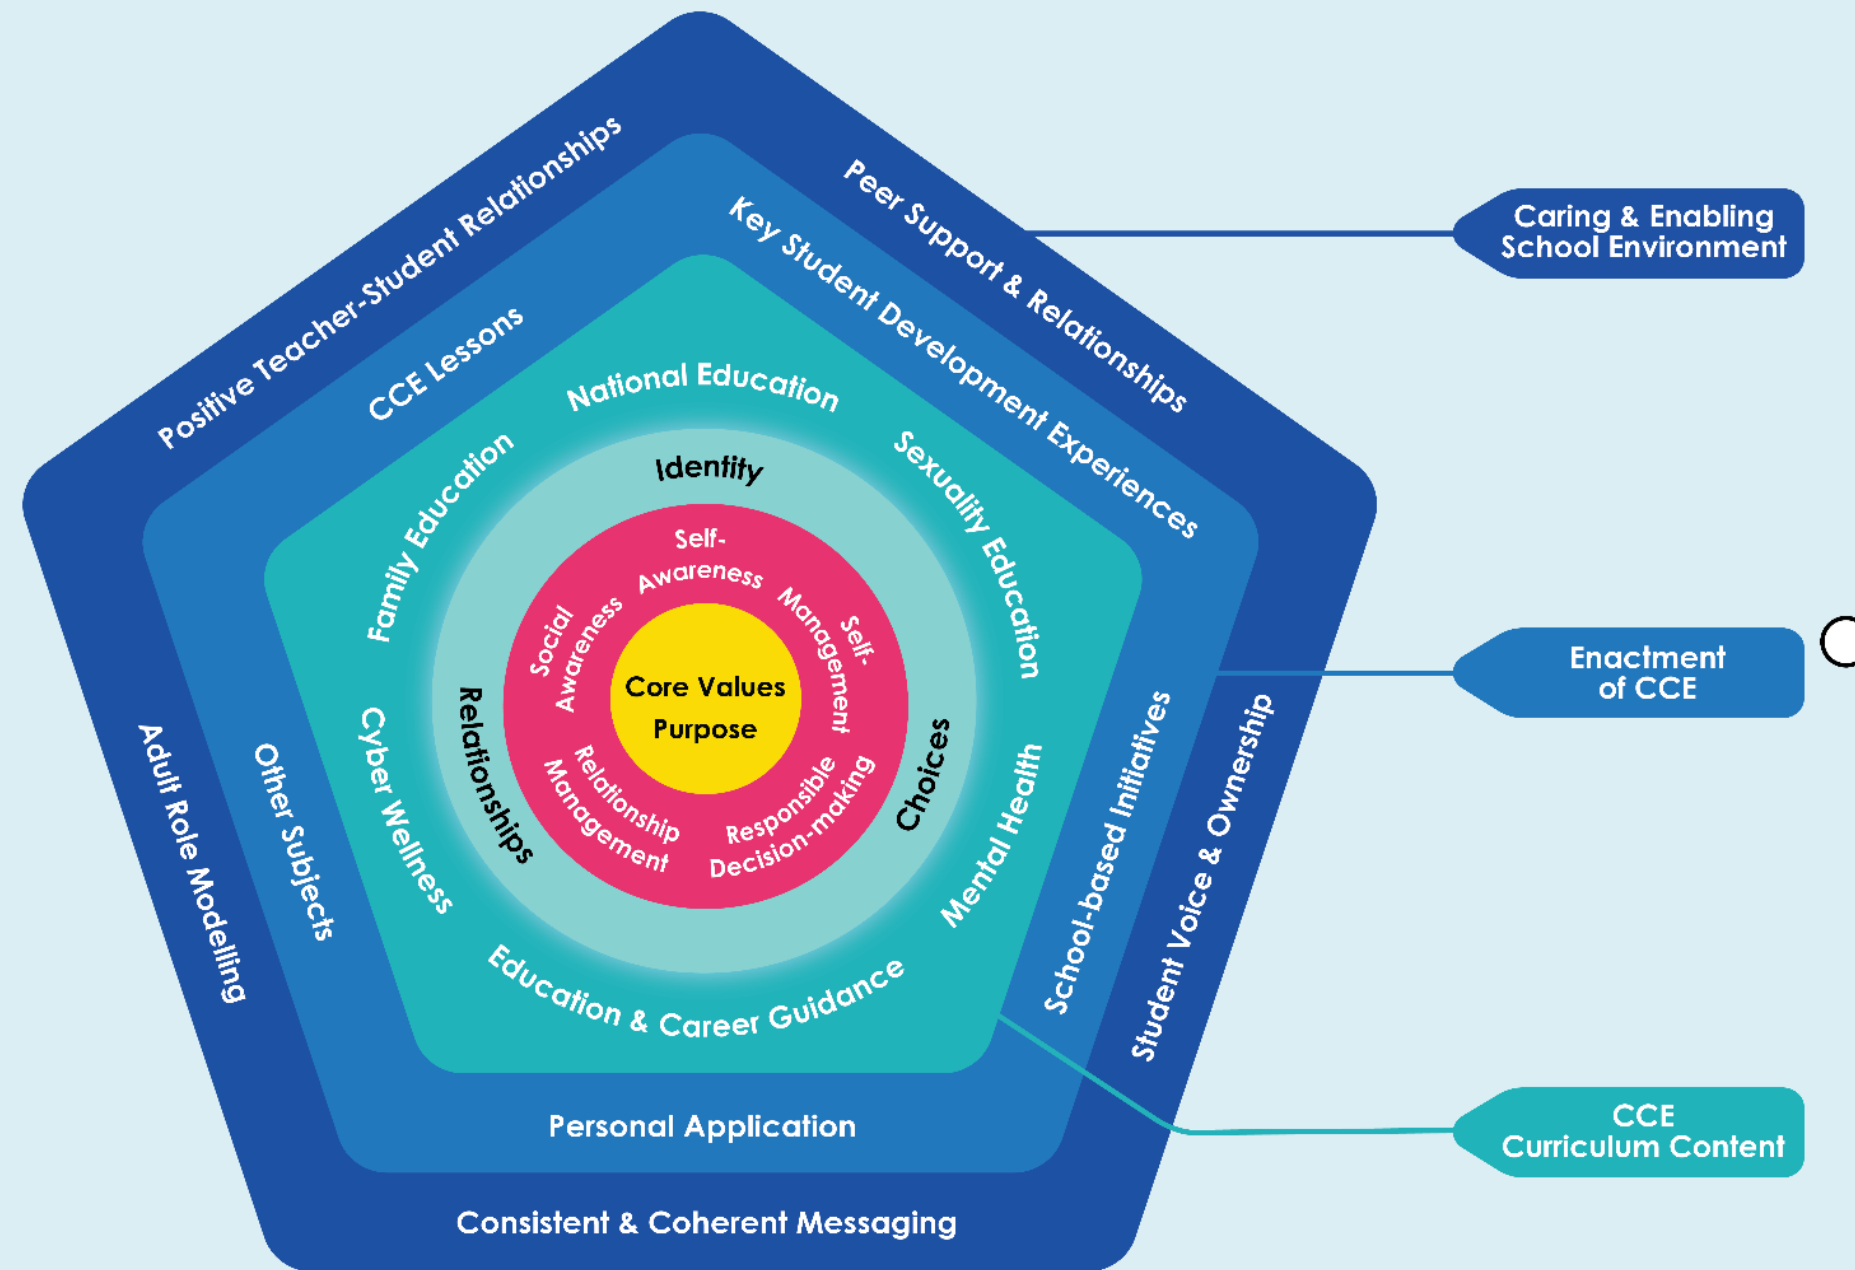 Positive Teacher-Student Relationships
Peer Support & Relationships
Caring & Enabling
School Environment
CCE Lessons
Key Student Development Experiences
National Education
Family Education
Sexuality Education
Identity
Self-
Awareness
Social
Awareness
Self-
Management
Enactment
of CCE
Core Values
Purpose
Relationships
Choices
Relationship
Management
Responsible
Decision-making
Cyber Wellness
Mental Health
Adult Role Modelling
Other Subjects
School-based Initiatives
Student Voice & Ownership
Education & Career Guidance
CCE
Curriculum Content
Personal Application
Consistent & Coherent Messaging